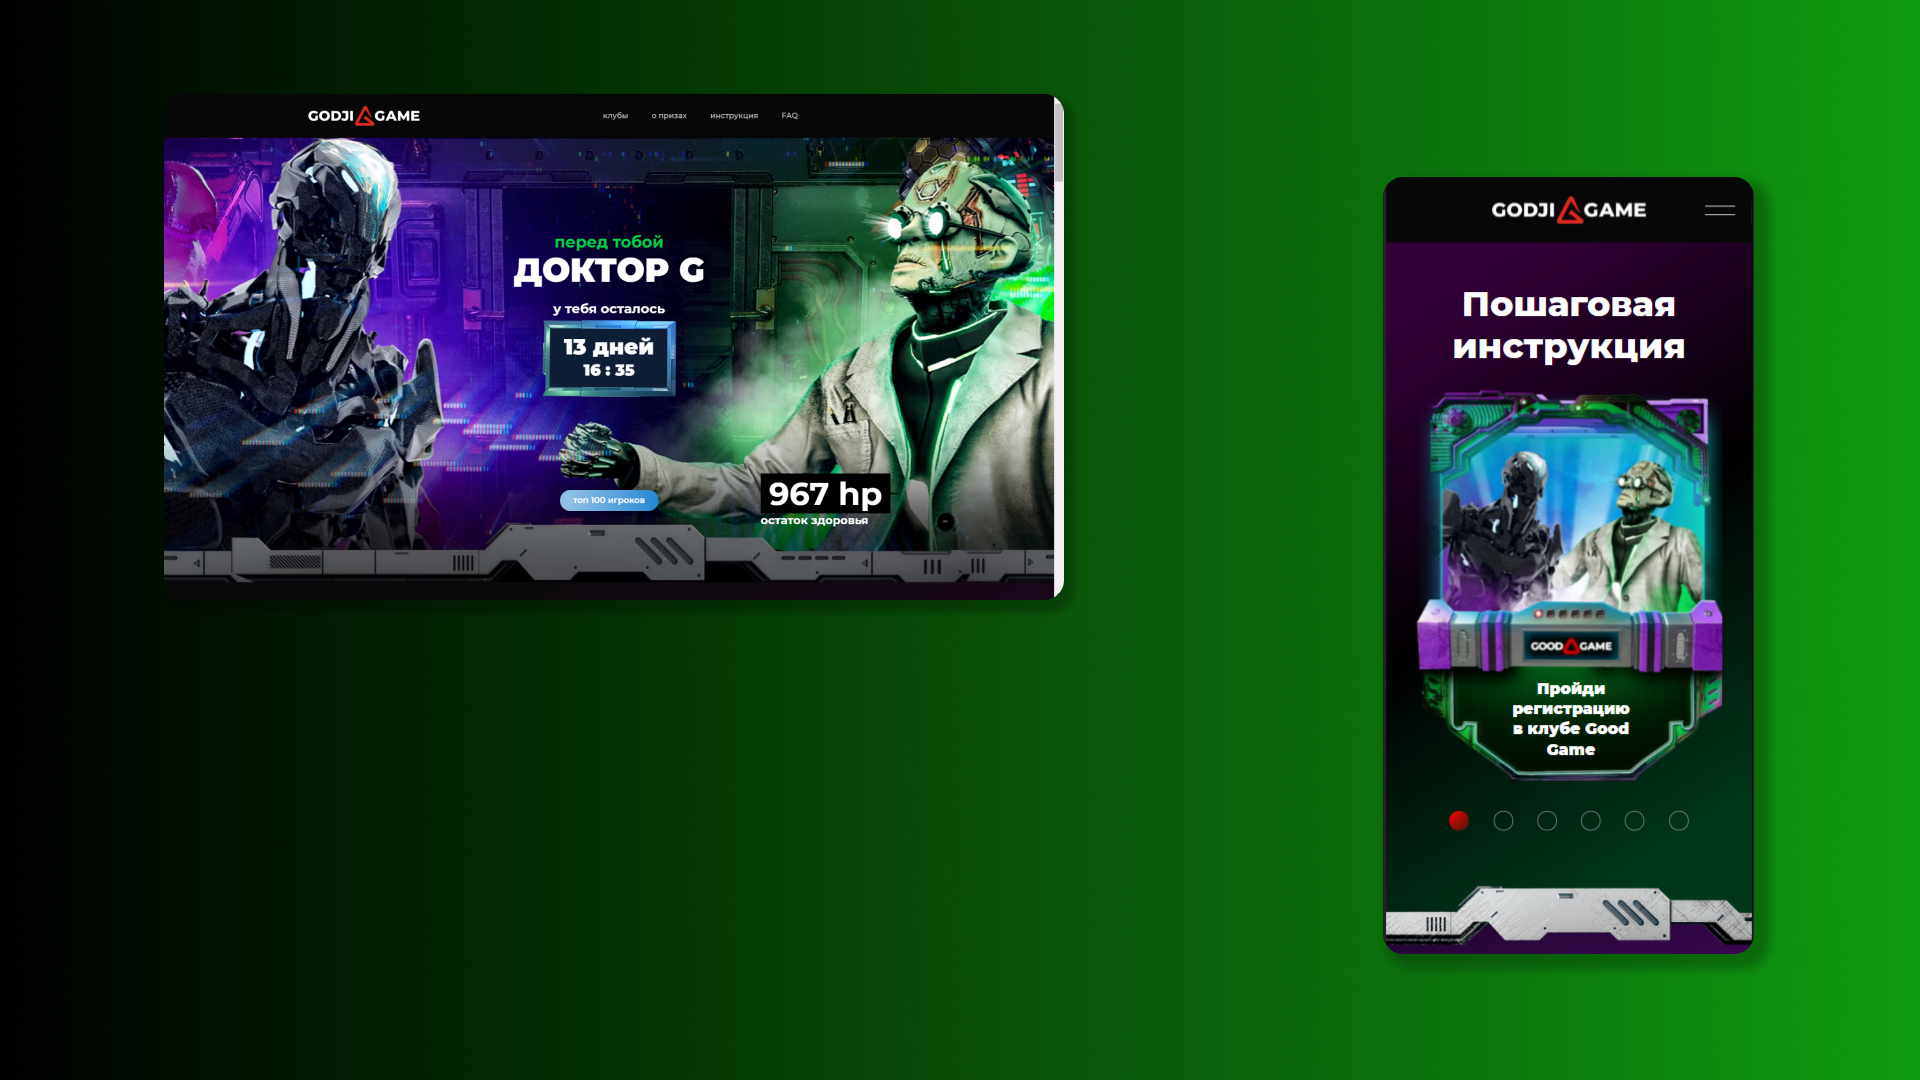 GODJI GAME
клубы
о призах
инструкция
FAQ
перед тобой
ДОКТОР G
у тебя осталось
13 дней
16 : 35
топ 100 игроков
967 hp
остаток здоровья
GODJI GAME
Пошаговая
инструкция
GOOD GAME
Пройди
регистрацию
в клубе Good
Game